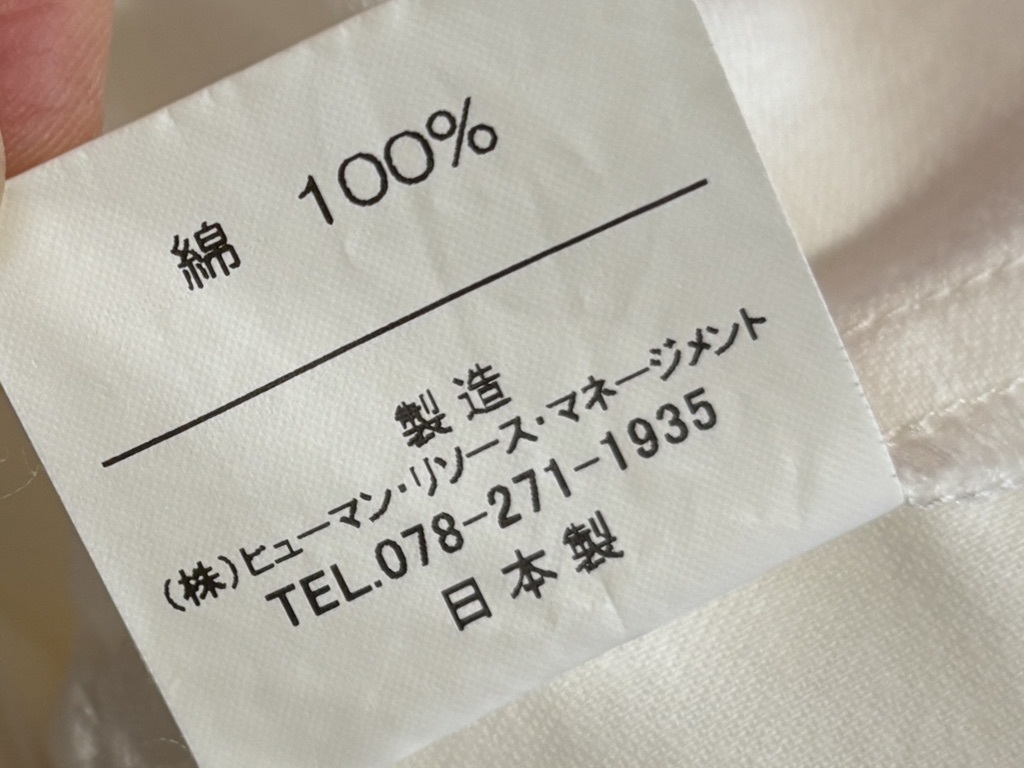 綿 100%
製造
(株)ヒューマン・リソース・マネージメント
TEL.078-271-1935
日本製